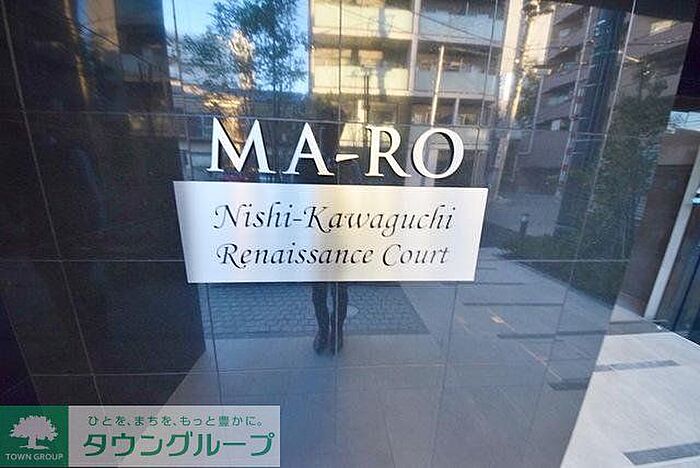 MA-RO
Nishi-Kawaguchi
Renaissance Court
TOWN GROUP
ひとを、まちを、もっと豊かに。
タウングループ